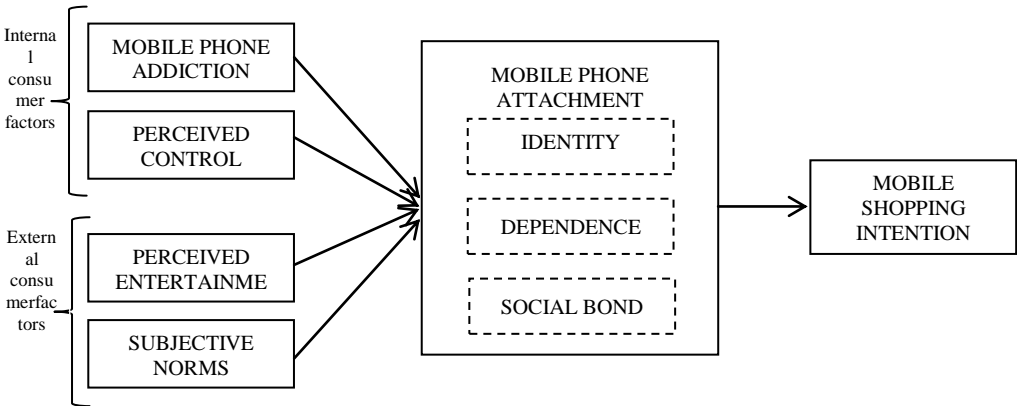 Interna
l
consu
mer
factors
MOBILE PHONE
ADDICTION
PERCEIVED
CONTROL
Extern
al
consu
merfac
tors
PERCEIVED
ENTERTAINME
SUBJECTIVE
NORMS
MOBILE PHONE
ATTACHMENT
IDENTITY
DEPENDENCE
SOCIAL BOND
MOBILE
SHOPPING
INTENTION